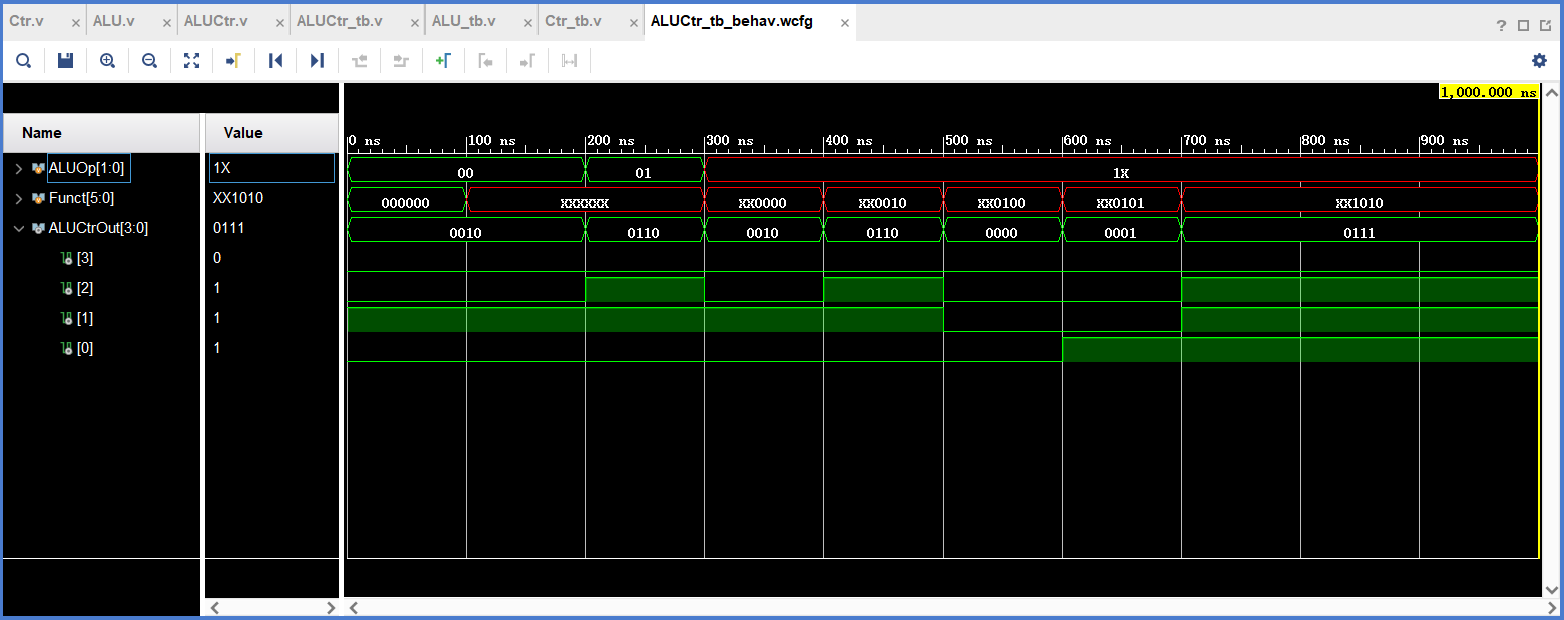 Ctr.v × ALU.v × ALUCtr.v × ALUCtr_tb.v × ALU_tb.v × Ctr_tb.v × ALUCtr_tb_behav.wcfg ×
?
1,000.000 ns
Name Value 0 ns 100 ns 200 ns 300 ns 400 ns 500 ns 600 ns 700 ns 800 ns 900 ns
ALUOp[1:0] 1X 00 01 1X
Funct[5:0] XX1010 000000 XXXXXX XX0000 XX0010 XX0100 XX0101 XX1010
ALUCtrOut[3:0] 0111 0010 0110 0010 0110 0000 0001 0111
[3] 0
[2] 1
[1] 1
[0] 1